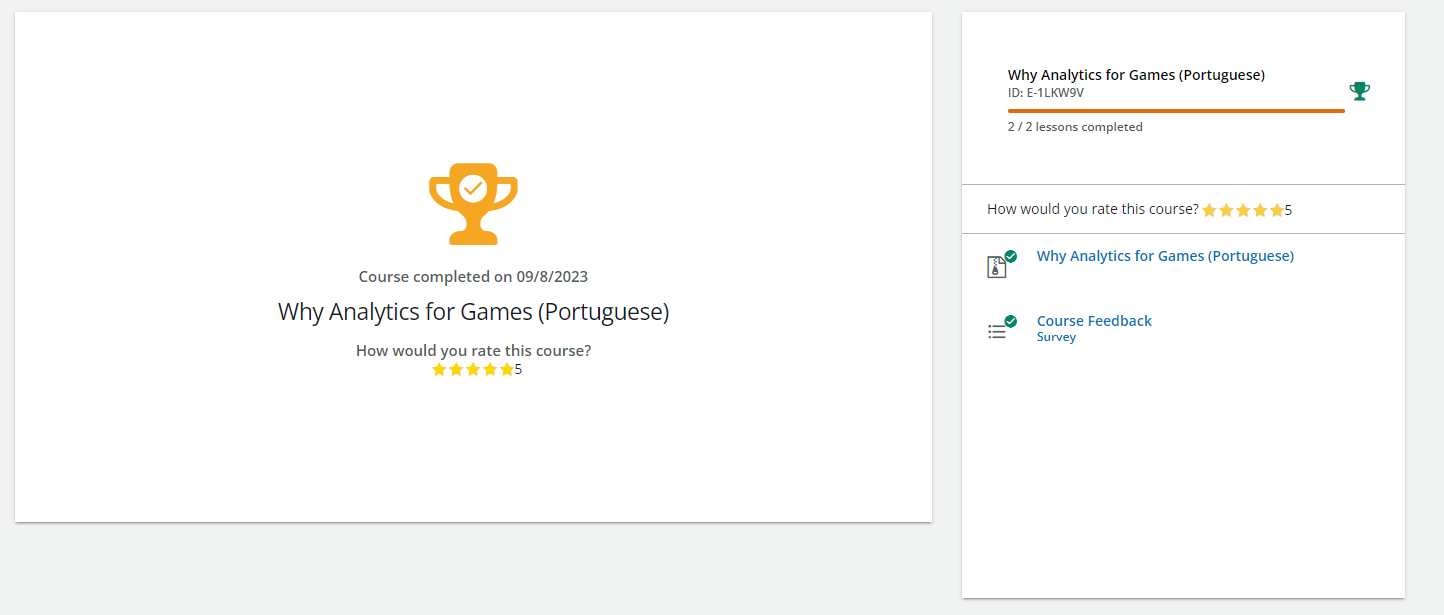 Course completed on 09/8/2023
Why Analytics for Games (Portuguese)
How would you rate this course?
5
Why Analytics for Games (Portuguese)
ID: E-1LKW9V
2 / 2 lessons completed
How would you rate this course? 5
Why Analytics for Games (Portuguese)
Course Feedback
Survey